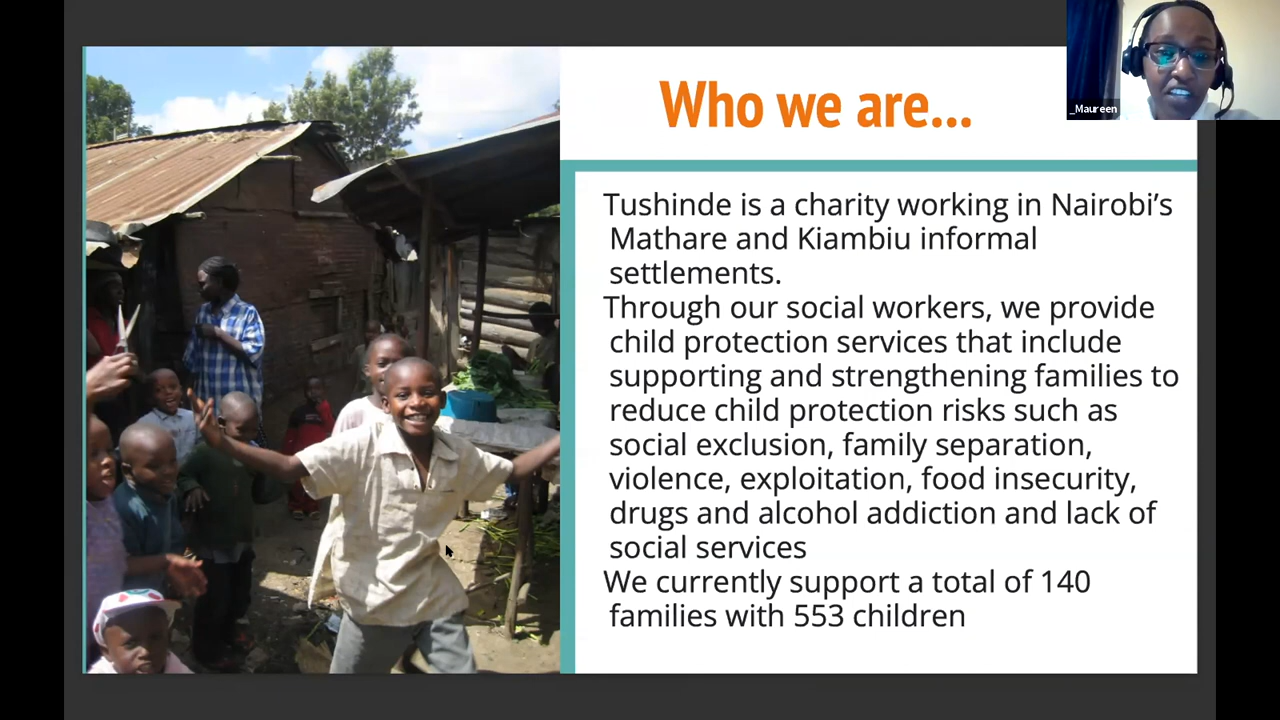 Who we are...
_Maureen
Tushinde is a charity working in Nairobi’s
Mathare and Kiambiu informal
settlements.
Through our social workers, we provide
child protection services that include
supporting and strengthening families to
reduce child protection risks such as
social exclusion, family separation,
violence, exploitation, food insecurity,
drugs and alcohol addiction and lack of
social services
We currently support a total of 140
families with 553 children